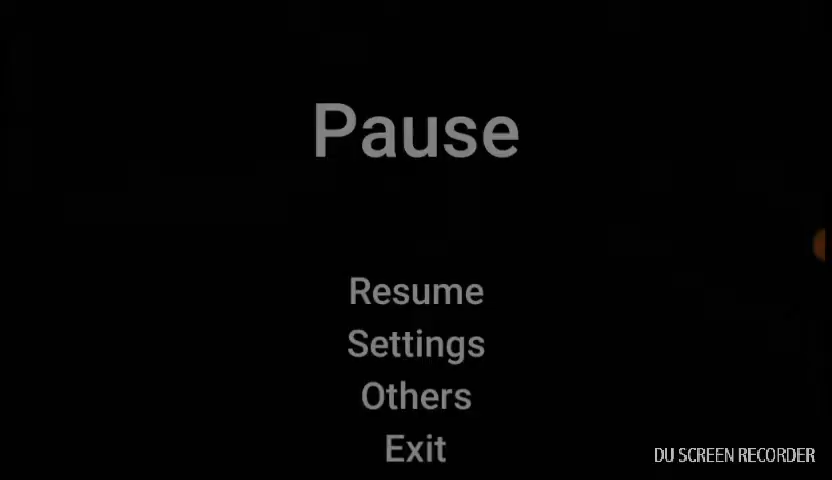 Pause
Resume
Settings
Others
Exit
DU SCREEN RECORDER